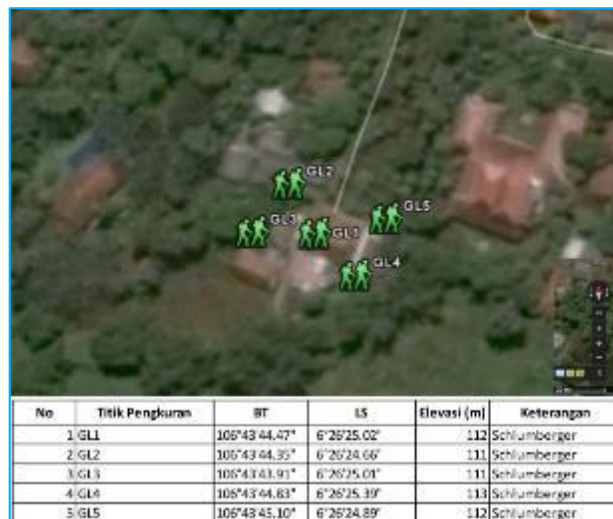 GL2
GL5
GL3
GL1
GL4
No Titik Pengkuran BT LS Elevasi (m) Keterangan
1 GL1 106°43'44.47" 6°26'25.02" 112 Schlumberger
2 GL2 106°43'44.35" 6°26'24.66" 111 Schlumberger
3 GL3 106°43'43.91" 6°26'25.01" 111 Schlumberger
4 GL4 106°43'44.83" 6°26'25.39" 113 Schlumberger
5 GL5 106°43'45.10" 6°26'24.89" 112 Schlumberger